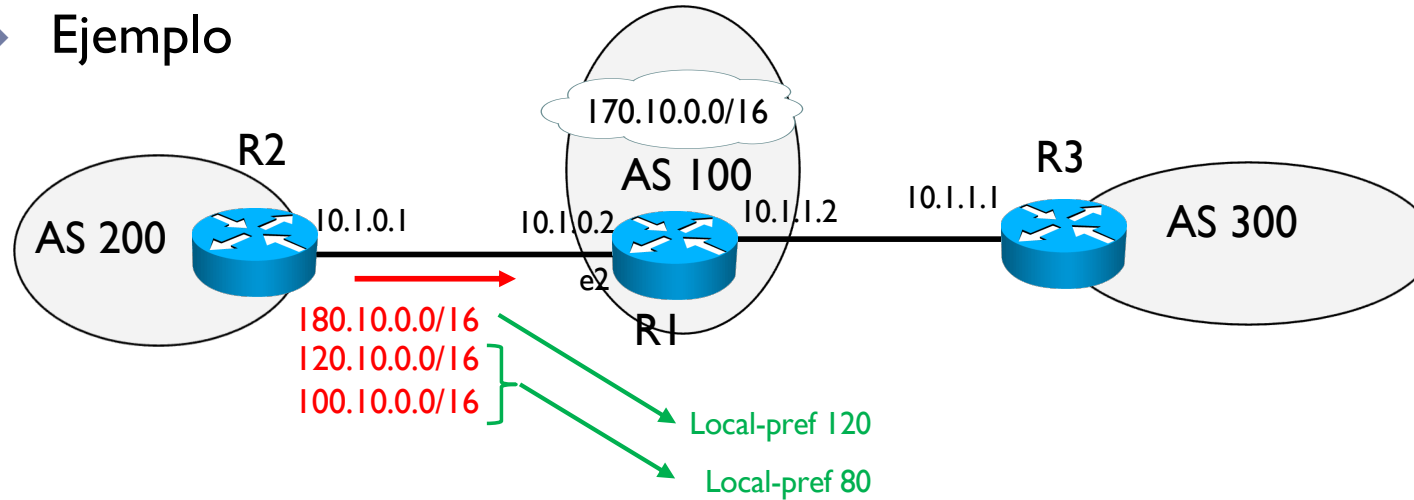 Ejemplo
170.10.0.0/16
R2
AS 100
R3
10.1.0.1
10.1.0.2
10.1.1.2
10.1.1.1
AS 200
AS 300
e2
180.10.0.0/16
R1
120.10.0.0/16
100.10.0.0/16
Local-pref 120
Local-pref 80